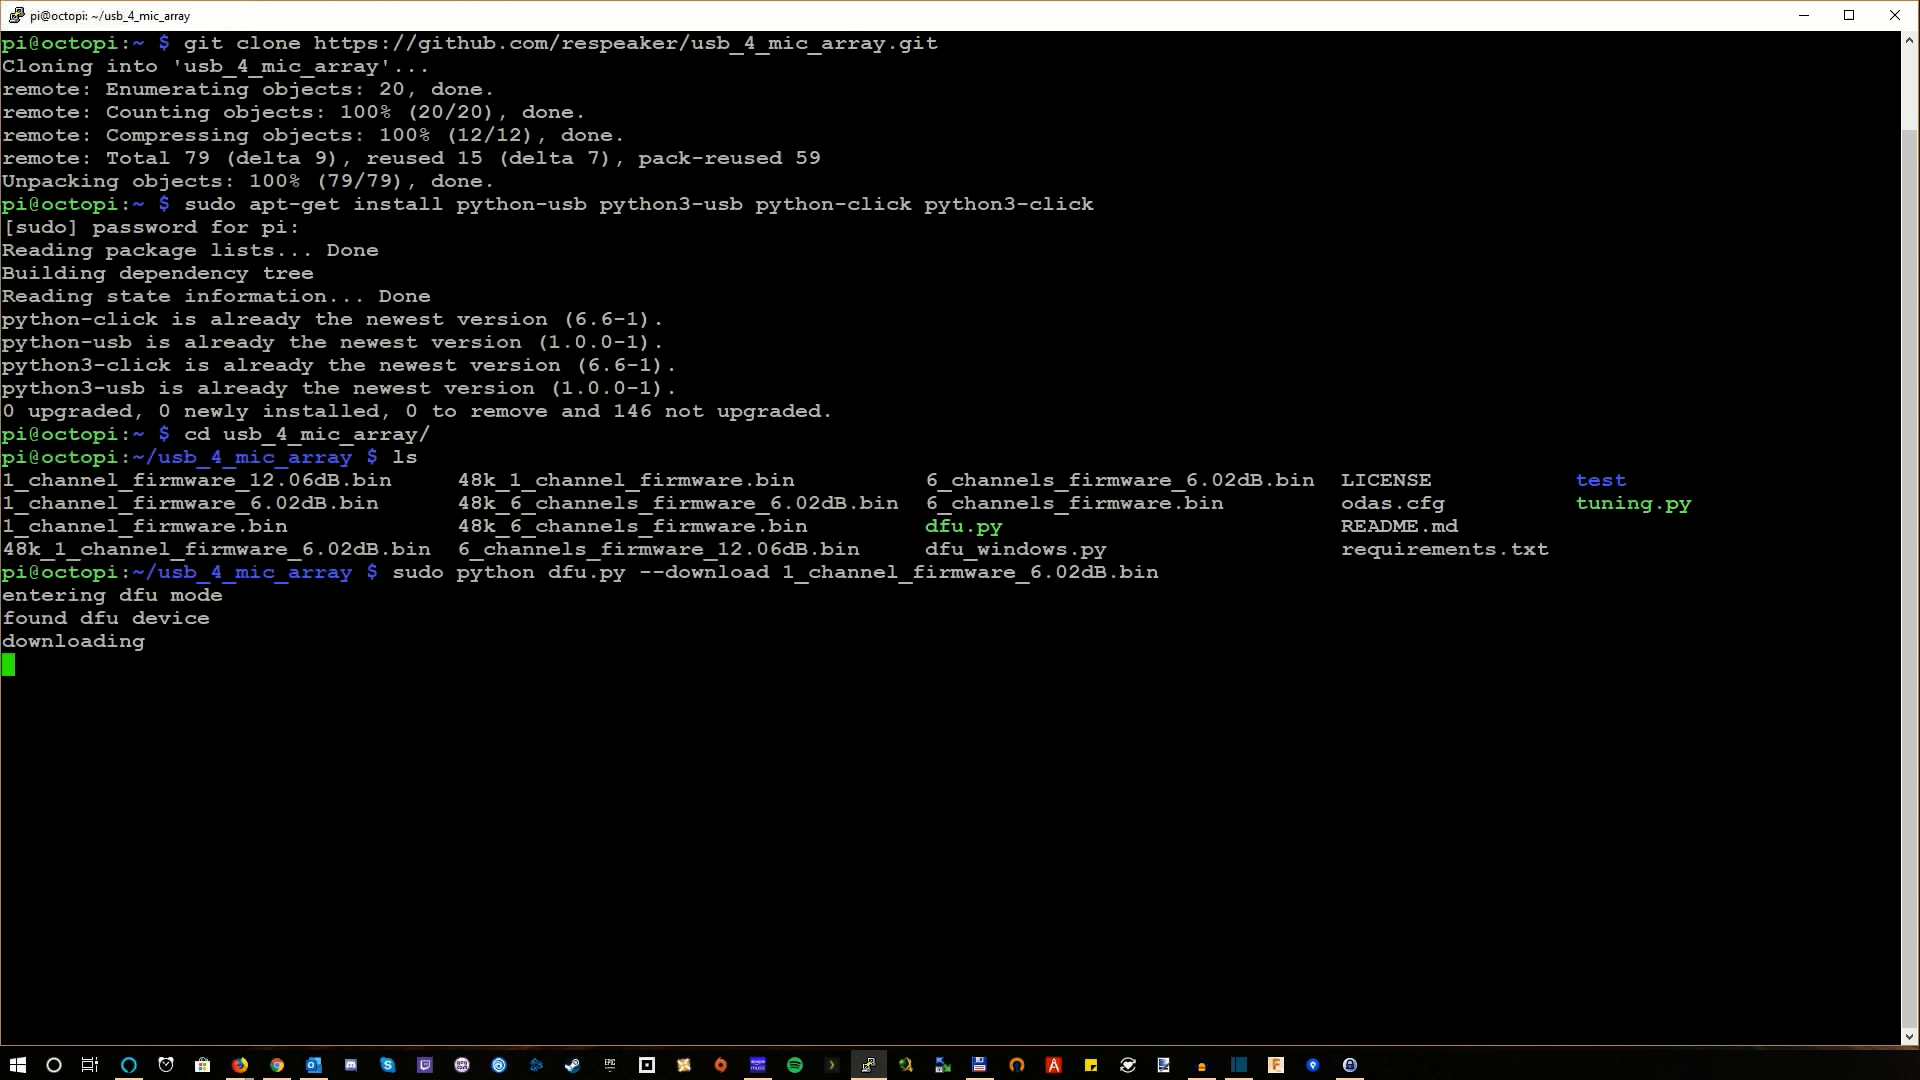 pi@octopi: ~/usb_4_mic_array
pi@octopi:~ $ git clone https://github.com/respeaker/usb_4_mic_array.git
Cloning into 'usb_4_mic_array'...
remote: Enumerating objects: 20, done.
remote: Counting objects: 100% (20/20), done.
remote: Compressing objects: 100% (12/12), done.
remote: Total 79 (delta 9), reused 15 (delta 7), pack-reused 59
Unpacking objects: 100% (79/79), done.
pi@octopi:~ $ sudo apt-get install python-usb python3-usb python-click python3-click
[sudo] password for pi:
Reading package lists... Done
Building dependency tree
Reading state information... Done
python-click is already the newest version (6.6-1).
python-usb is already the newest version (1.0.0-1).
python3-click is already the newest version (6.6-1).
python3-usb is already the newest version (1.0.0-1).
0 upgraded, 0 newly installed, 0 to remove and 146 not upgraded.
pi@octopi:~ $ cd usb_4_mic_array/
pi@octopi:~/usb_4_mic_array $ ls
1_channel_firmware_12.06dB.bin 48k_1_channel_firmware.bin 6_channels_firmware_6.02dB.bin LICENSE test
1_channel_firmware_6.02dB.bin 48k_6_channels_firmware_6.02dB.bin 6_channels_firmware.bin odas.cfg tuning.py
1_channel_firmware.bin 48k_6_channels_firmware.bin dfu.py README.md
48k_1_channel_firmware_6.02dB.bin 6_channels_firmware_12.06dB.bin dfu_windows.py requirements.txt
pi@octopi:~/usb_4_mic_array $ sudo python dfu.py --download 1_channel_firmware_6.02dB.bin
entering dfu mode
found dfu device
downloading